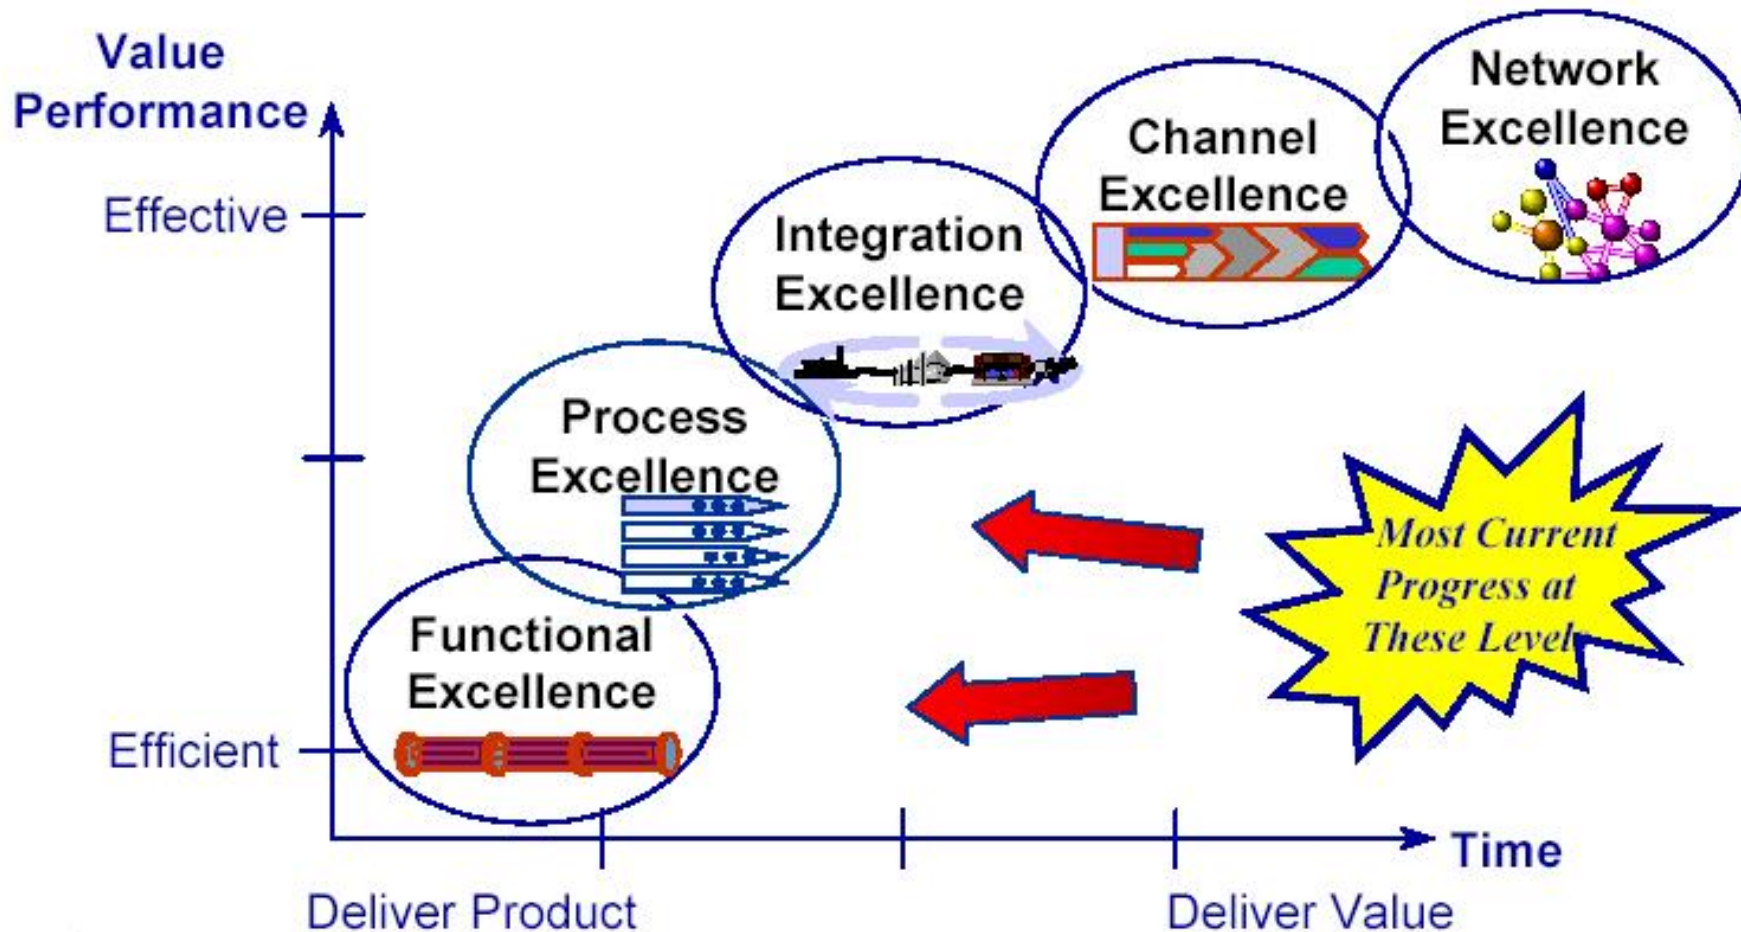 Value
Performance
Effective
Efficient
Network
Excellence
Channel
Excellence
Integration
Excellence
Process
Excellence
Functional
Excellence
Most Current
Progress at
These Levels
Time
Deliver Product
Deliver Value